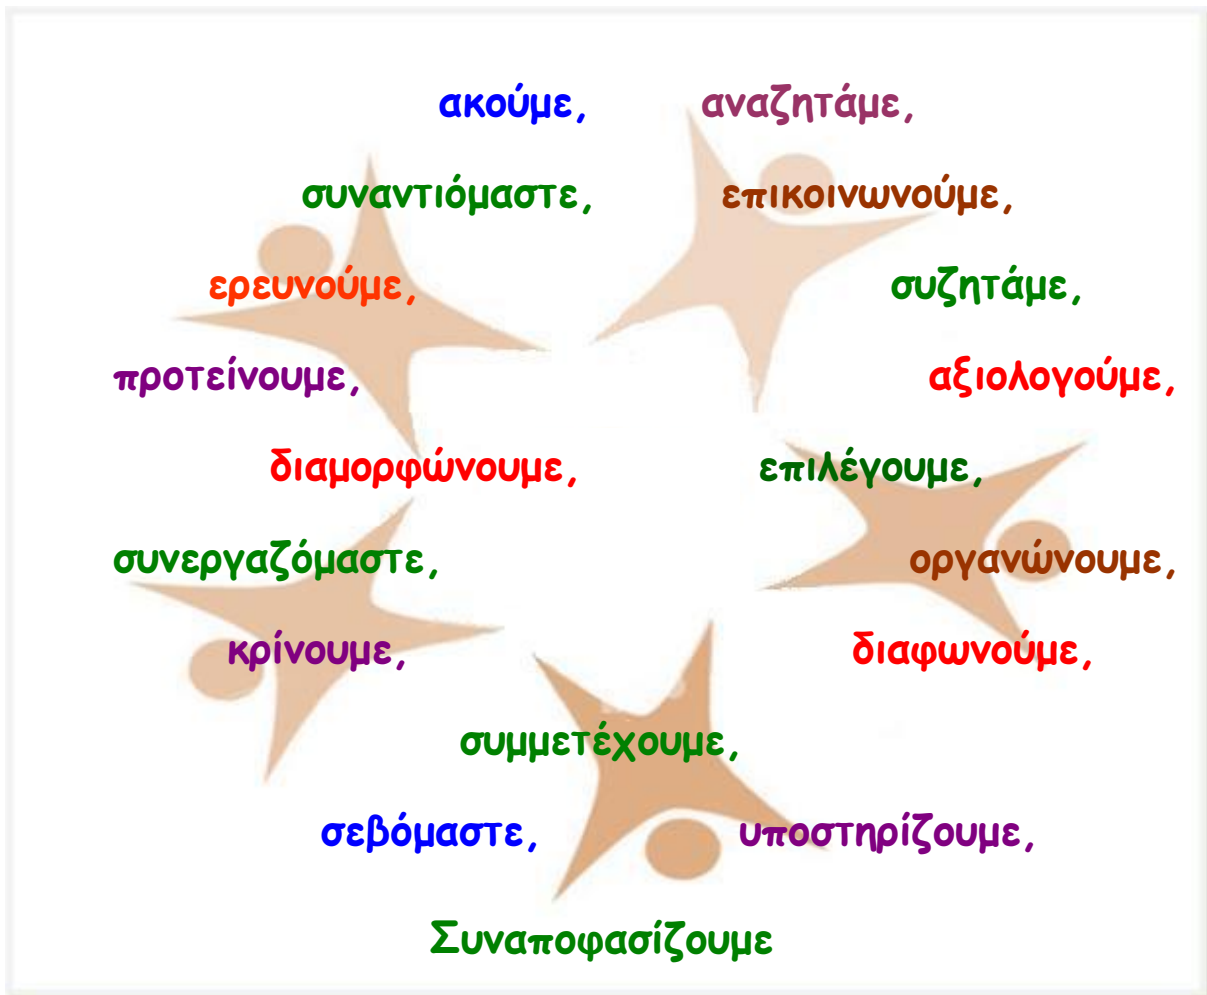 ακούμε, αναζητάμε,
συναντιόμαστε, επικοινωνούμε,
ερευνούμε, συζητάμε,
προτείνουμε, αξιολογούμε,
διαμορφώνουμε, επιλέγουμε,
συνεργαζόμαστε, οργανώνουμε,
κρίνουμε, διαφωνούμε,
συμμετέχουμε,
σεβόμαστε, υποστηρίζουμε,
Συναποφασίζουμε